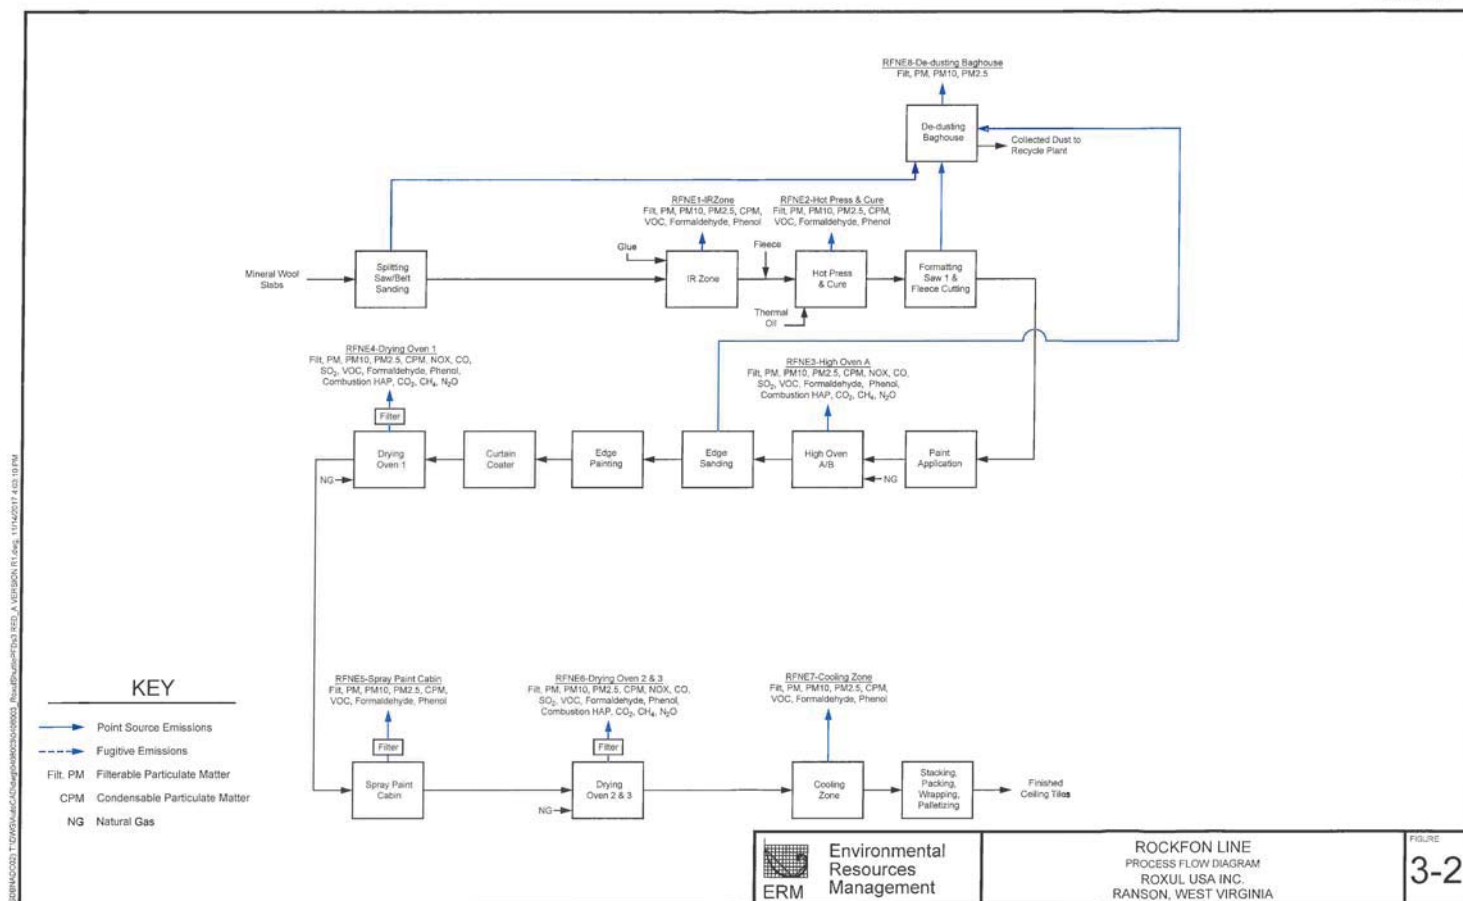 RFNE8-De-dusting Baghouse
Filt, PM, PM10, PM2.5
De-dusting
Baghouse
Collected Dust to
Recycle Plant
RFNE1-IRZone
Filt, PM, PM10, PM2.5, CPM,
VOC, Formaldehyde, Phenol
RFNE2-Hot Press & Cure
Filt, PM, PM10, PM2.5, CPM,
VOC, Formaldehyde, Phenol
Glue
Fleece
Mineral Wool
Slabs
Splitting
Saw/Belt
Sanding
IR Zone
Hot Press
& Cure
Formatting
Saw 1 &
Fleece Cutting
Thermal
Oil
RFNE4-Drying Oven 1
Filt, PM, PM10, PM2.5, CPM, NOX, CO,
SO₂, VOC, Formaldehyde, Phenol,
Combustion HAP, CO₂, CH₄, N₂O
RFNE3-High Oven A
Filt, PM, PM10, PM2.5, CPM, NOX, CO,
SO₂, VOC, Formaldehyde, Phenol,
Combustion HAP, CO₂, CH₄, N₂O
Filter
Drying
Oven 1
Curtain
Coater
Edge
Painting
Edge
Sanding
High Oven
A/B
Paint
Application
NG
NG
RFNE5-Spray Paint Cabin
Filt, PM, PM10, PM2.5, CPM,
VOC, Formaldehyde, Phenol
RFNE6-Drying Oven 2 & 3
Filt, PM, PM10, PM2.5, CPM, NOX, CO,
SO₂, VOC, Formaldehyde, Phenol,
Combustion HAP, CO₂, CH₄, N₂O
RFNE7-Cooling Zone
Filt, PM, PM10, PM2.5, CPM,
VOC, Formaldehyde, Phenol
Filter
Filter
Spray Paint
Cabin
Drying
Oven 2 & 3
Cooling
Zone
Stacking,
Packing,
Wrapping,
Palletizing
Finished
Ceiling Tiles
NG
KEY
Point Source Emissions
Fugitive Emissions
Filt. PM Filterable Particulate Matter
CPM Condensable Particulate Matter
NG Natural Gas
ERM
Environmental
Resources
Management
ROCKFON LINE
PROCESS FLOW DIAGRAM
ROXUL USA INC.
RANSON, WEST VIRGINIA
FIGURE
3-2
11/14/2017 4:03:10 PM